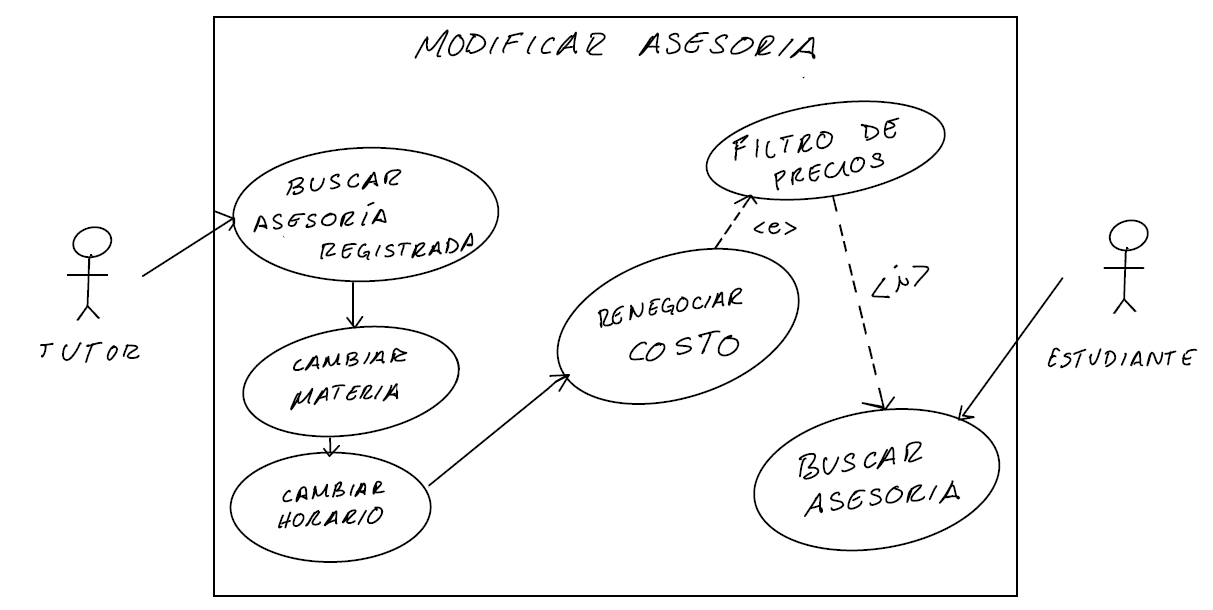 MODIFICAR ASESORIA
BUSCAR
ASESORÍA
REGISTRADA
CAMBIAR
MATERIA
CAMBIAR
HORARIO
RENEGOCIAR
COSTO
<e>
FILTRO DE
PRECIOS
<i>
BUSCAR
ASESORIA
TUTOR
ESTUDIANTE